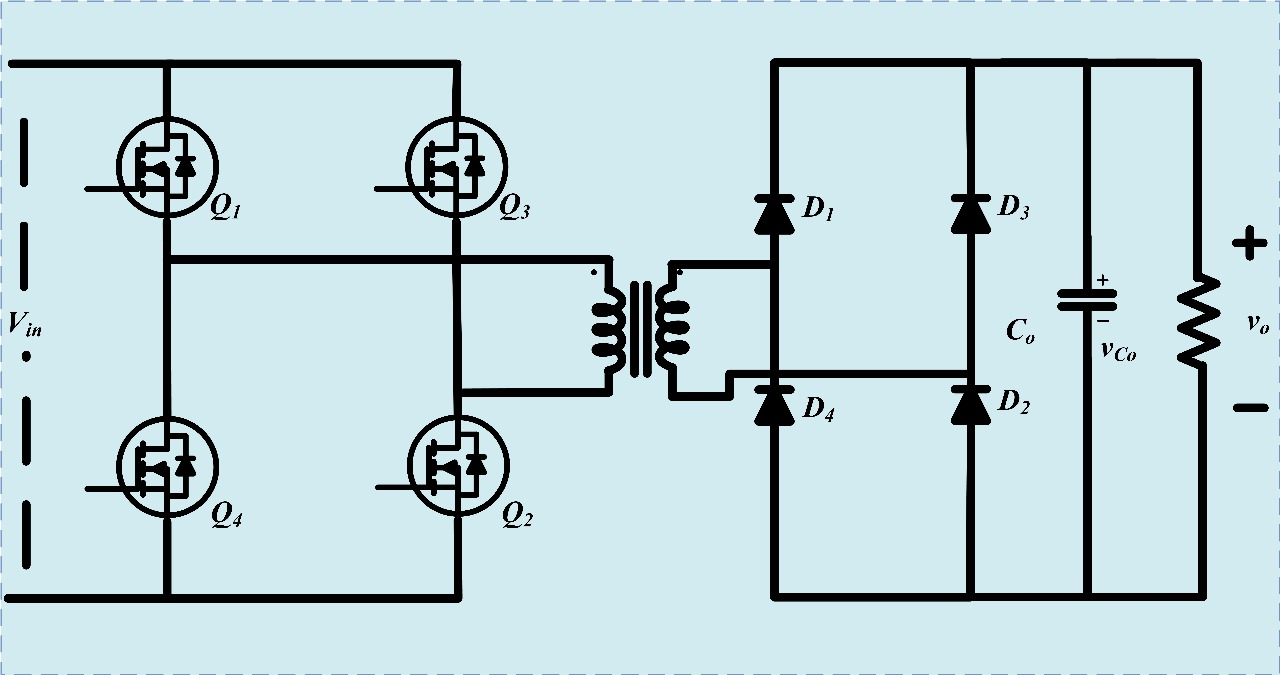 Q1
Q3
D1
D3
Vin
Co
+
−
vCo
+
vo
−
D4
D2
Q4
Q2